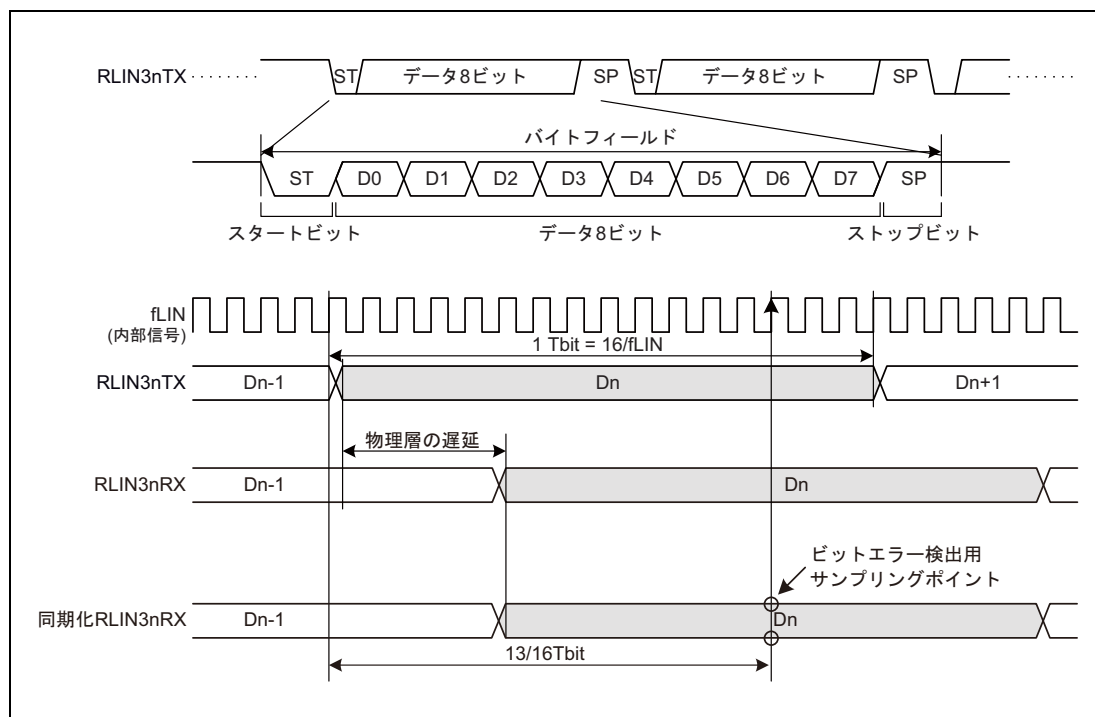 RLIN3nTX
ST データ8ビット SP ST データ8ビット SP
バイトフィールド
ST D0 D1 D2 D3 D4 D5 D6 D7 SP
スタートビット データ8ビット ストップビット
fLIN
(内部信号)
1 Tbit = 16/fLIN
RLIN3nTX Dn-1 Dn Dn+1
物理層の遅延
RLIN3nRX Dn-1 Dn
ビットエラー検出用
サンプリングポイント
同期化RLIN3nRX Dn-1 Dn
13/16Tbit